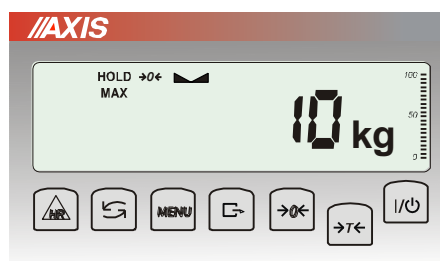 //AXIS
HOLD →0←
MAX
10 kg
100
50
0
HR
MENU
→0←
→T←
I/⏻